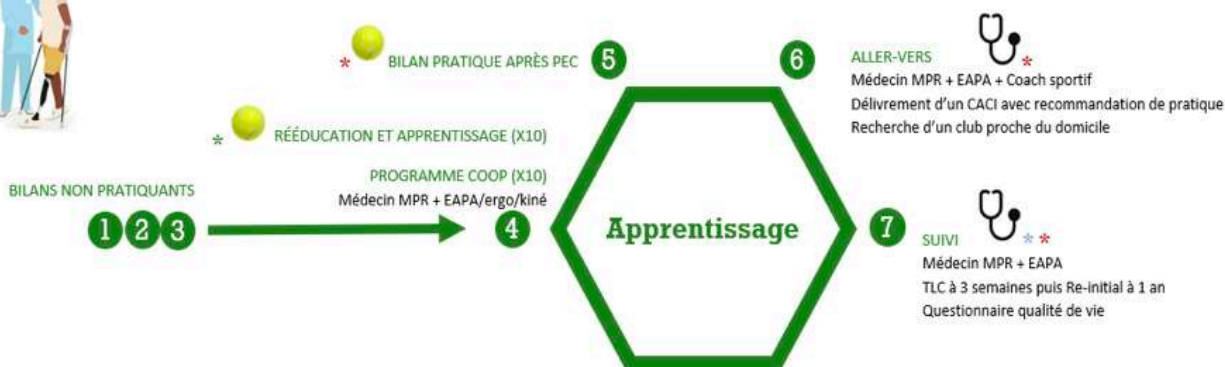 * BILAN PRATIQUE APRÈS PEC 5
* RÉÉDUCATION ET APPRENTISSAGE (X10)
PROGRAMME COOP (X10)
Médecin MPR + EAPA/ergo/kiné
BILANS NON PRATIQUANTS
1 2 3
4
Apprentissage
6
ALLER-VERS *
Médecin MPR + EAPA + Coach sportif
Délivrement d'un CACI avec recommandation de pratique
Recherche d'un club proche du domicile
7
SUIVI * *
Médecin MPR + EAPA
TLC à 3 semaines puis Re-initial à 1 an
Questionnaire qualité de vie